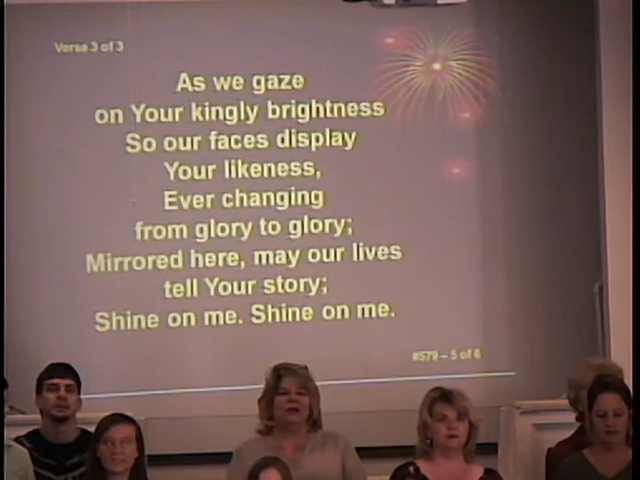 Verse 3 of 3
As we gaze
on Your kingly brightness
So our faces display
Your likeness,
Ever changing
from glory to glory;
Mirrored here, may our lives
tell Your story;
Shine on me. Shine on me.
#579 – 5 of 6